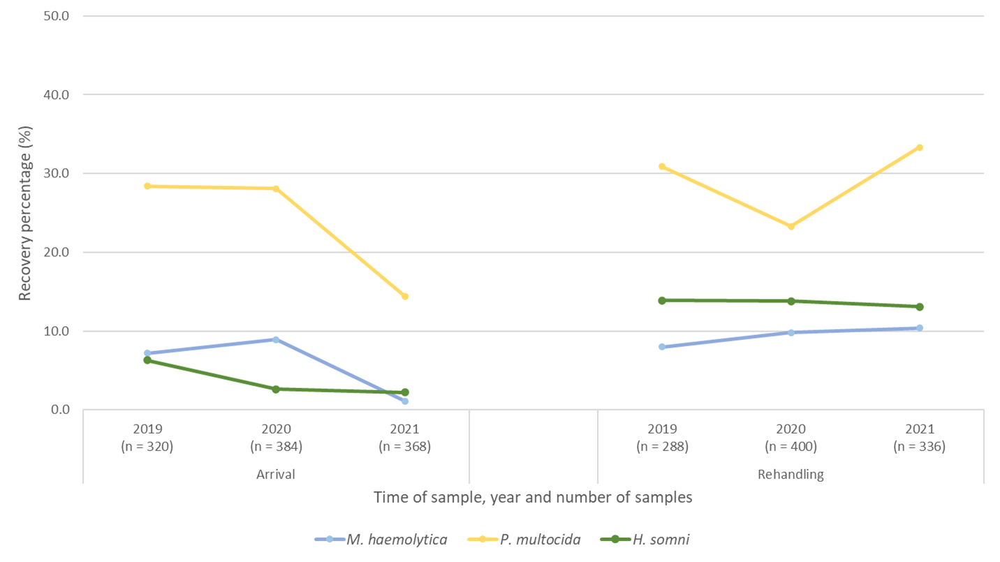 50.0
40.0
30.0
20.0
10.0
0.0
Recovery percentage (%)
2019 2020 2021 2019 2020 2021
(n = 320) (n = 384) (n = 368) (n = 288) (n = 400) (n = 336)
Arrival Rehandling
Time of sample, year and number of samples
M. haemolytica P. multocida H. somni